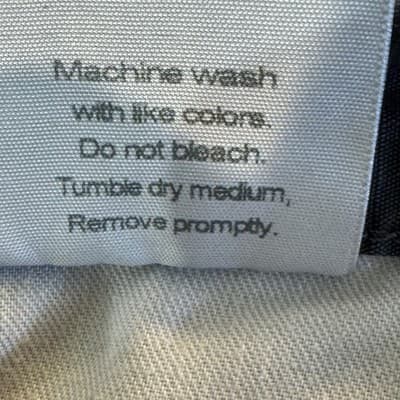 Machine wash
with like colors.
Do not bleach.
Tumble dry medium,
Remove promptly.